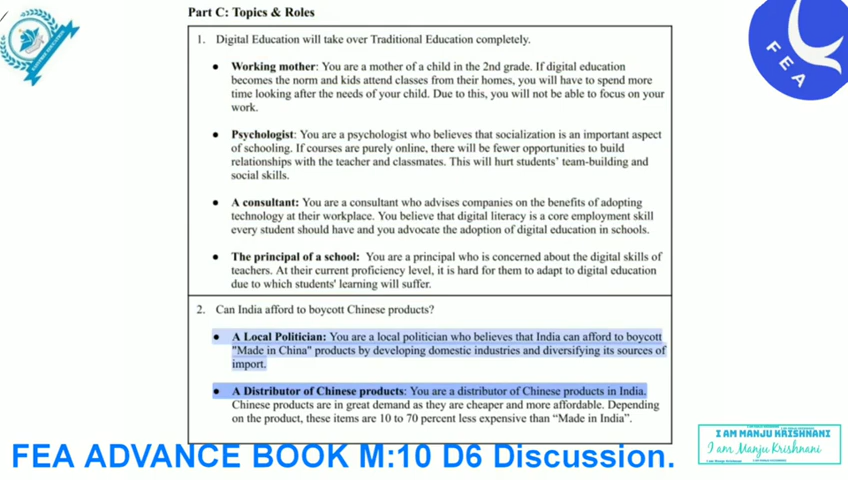 Part C: Topics & Roles
1. Digital Education will take over Traditional Education completely.
● Working mother: You are a mother of a child in the 2nd grade. If digital education
becomes the norm and kids attend classes from their homes, you will have to spend more
time looking after the needs of your child. Due to this, you will not be able to focus on your
work.
● Psychologist: You are a psychologist who believes that socialization is an important aspect
of schooling. If courses are purely online, there will be fewer opportunities to build
relationships with the teacher and classmates. This will hurt students' team-building and
social skills.
● A consultant: You are a consultant who advises companies on the benefits of adopting
technology at their workplace. You believe that digital literacy is a core employment skill
every student should have and you advocate the adoption of digital education in schools.
● The principal of a school: You are a principal who is concerned about the digital skills of
teachers. At their current proficiency level, it is hard for them to adapt to digital education
due to which students' learning will suffer.
2. Can India afford to boycott Chinese products?
● A Local Politician: You are a local politician who believes that India can afford to boycott
"Made in China" products by developing domestic industries and diversifying its sources of
import.
● A Distributor of Chinese products: You are a distributor of Chinese products in India.
Chinese products are in great demand as they are cheaper and more affordable. Depending
on the product, these items are 10 to 70 percent less expensive than “Made in India”.
FEA
I AM MANJU KRISHNANI
I am Manju Krishnani
FEA ADVANCE BOOK M:10 D6 Discussion.